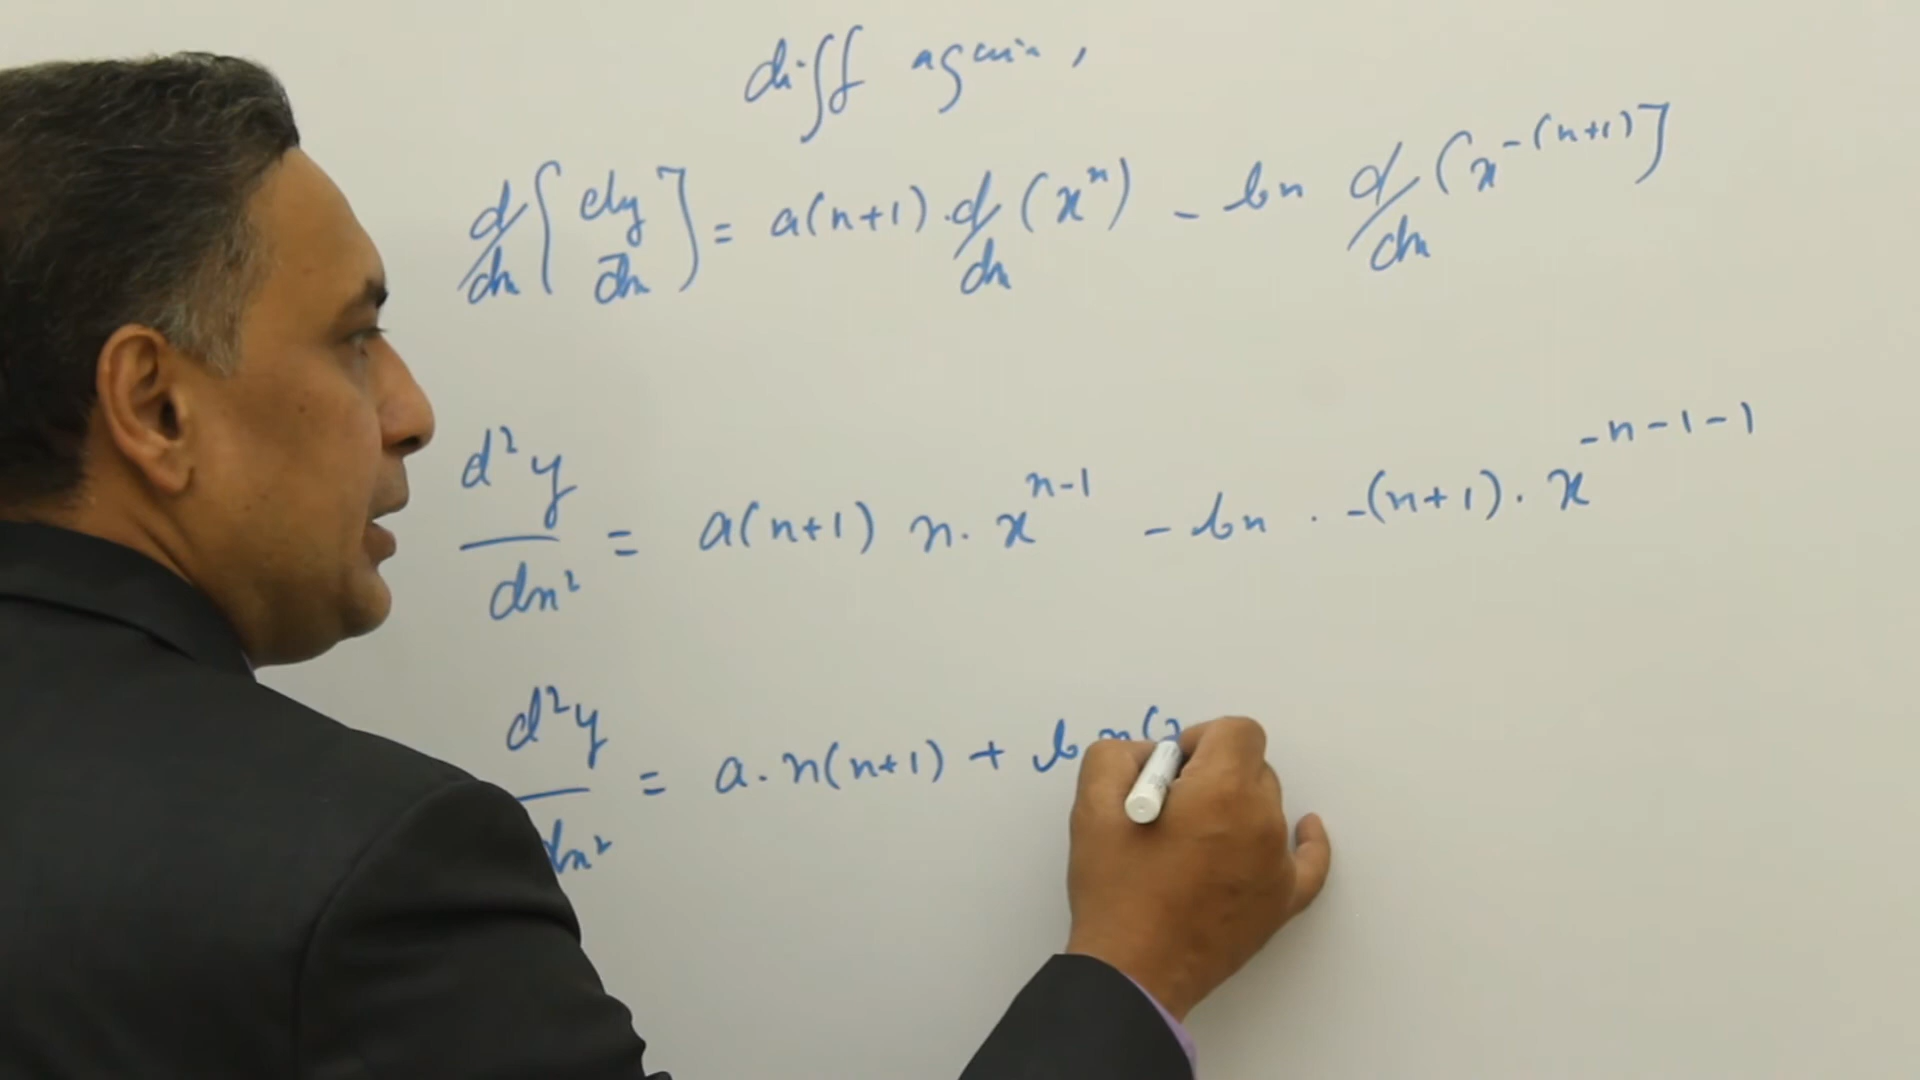 diff again,
d/dx [dy/dx] = a(n+1).d/dx (xⁿ) - bn d/dx (x^-(n+1)]
d²y/dx² = a(n+1) n. x^n-1 - bn . -(n+1). x^-n-1-1
d²y/dx² = a. n(n+1) + bn(